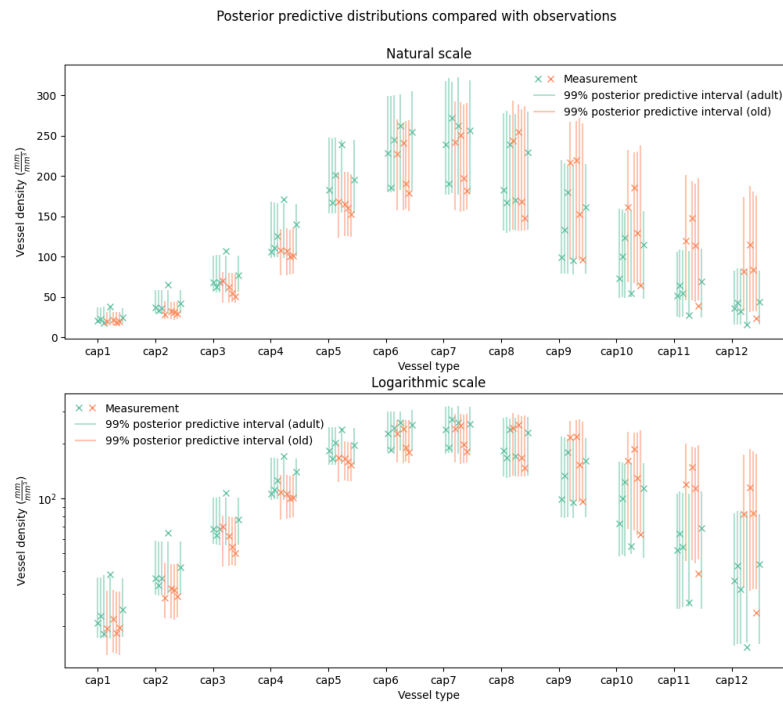 Posterior predictive distributions compared with observations
Natural scale
Measurement
99% posterior predictive interval (adult)
99% posterior predictive interval (old)
Vessel density (mm/mm³)
300
250
200
150
100
50
0
cap1 cap2 cap3 cap4 cap5 cap6 cap7 cap8 cap9 cap10 cap11 cap12
Vessel type
Logarithmic scale
Measurement
99% posterior predictive interval (adult)
99% posterior predictive interval (old)
Vessel density (mm/mm³)
10²
cap1 cap2 cap3 cap4 cap5 cap6 cap7 cap8 cap9 cap10 cap11 cap12
Vessel type